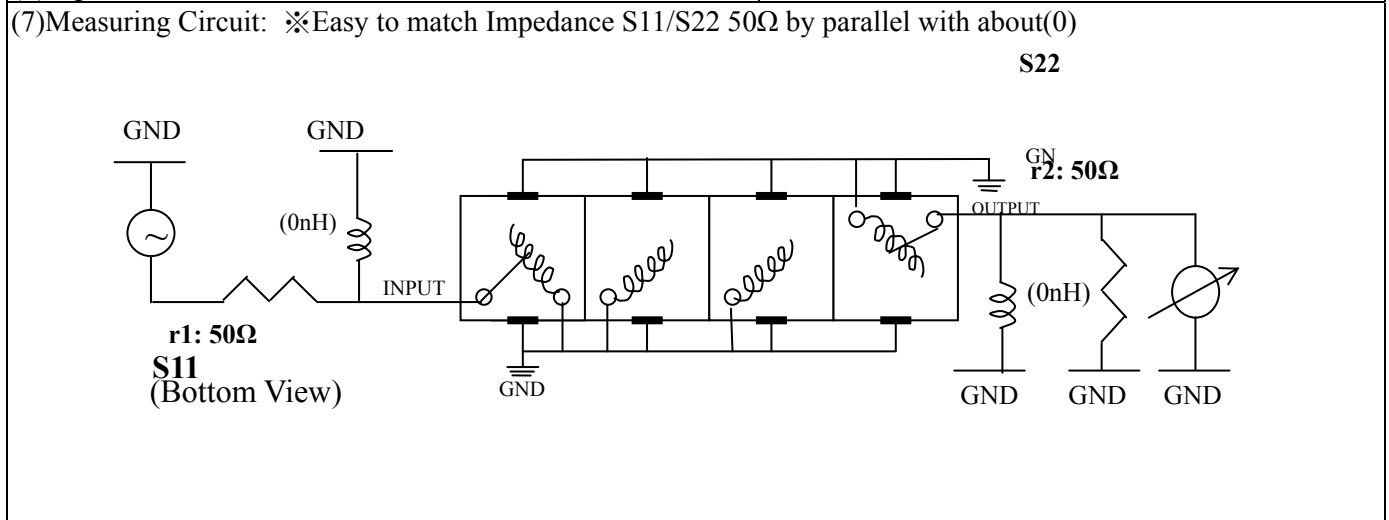 (7)Measuring Circuit: ※Easy to match Impedance S11/S22 50Ω by parallel with about(0)
S22
GND
GND
GN
r2: 50Ω
(0nH)
OUTPUT
INPUT
(0nH)
r1: 50Ω
S11
(Bottom View)
GND
GND
GND
GND